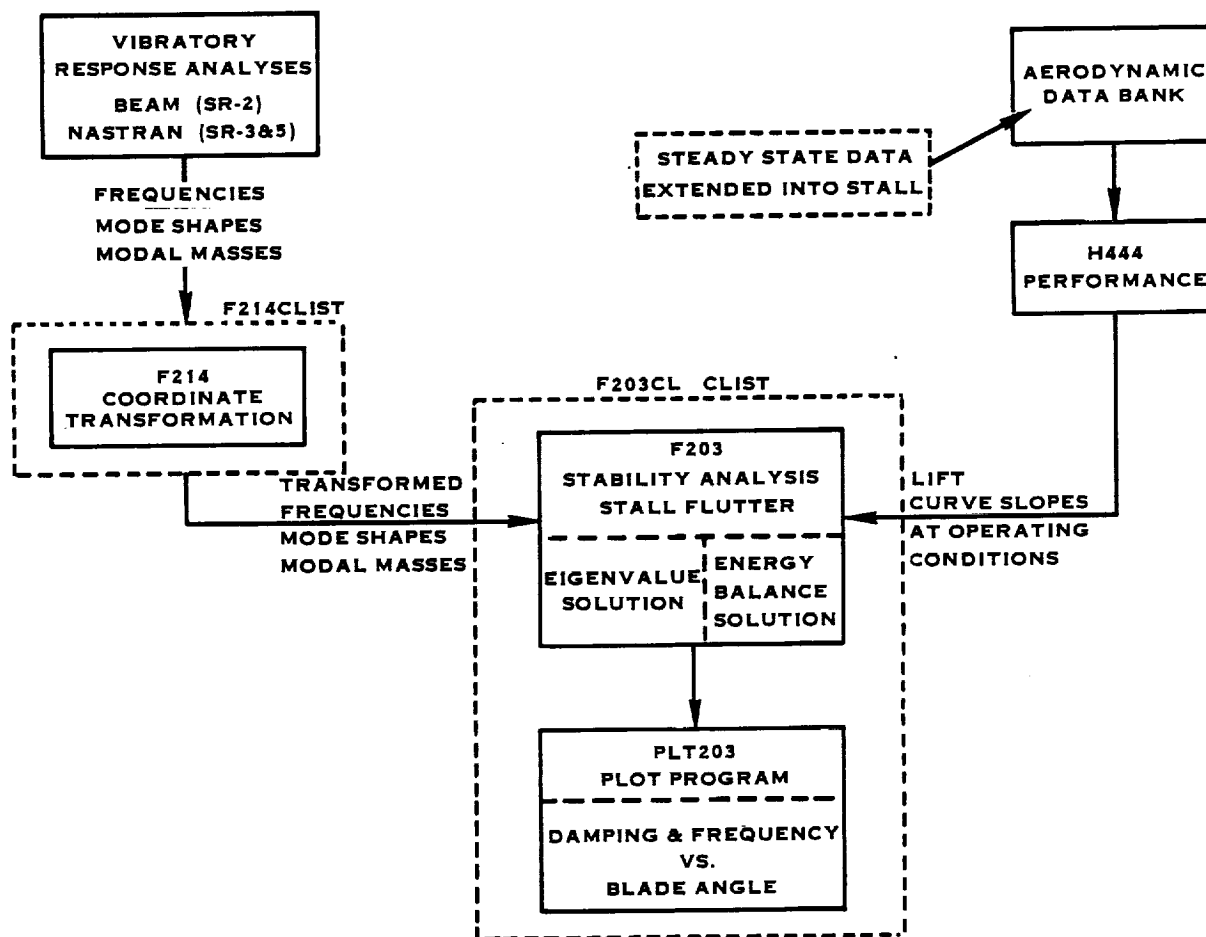 VIBRATORY
RESPONSE ANALYSES
BEAM (SR-2)
NASTRAN (SR-3&5)
FREQUENCIES
MODE SHAPES
MODAL MASSES
F214CLIST
F214
COORDINATE
TRANSFORMATION
TRANSFORMED
FREQUENCIES
MODE SHAPES
MODAL MASSES
STEADY STATE DATA
EXTENDED INTO STALL
AERODYNAMIC
DATA BANK
H444
PERFORMANCE
LIFT
CURVE SLOPES
AT OPERATING
CONDITIONS
F203CL CLIST
F203
STABILITY ANALYSIS
STALL FLUTTER
EIGENVALUE
SOLUTION
ENERGY
BALANCE
SOLUTION
PLT203
PLOT PROGRAM
DAMPING & FREQUENCY
VS.
BLADE ANGLE